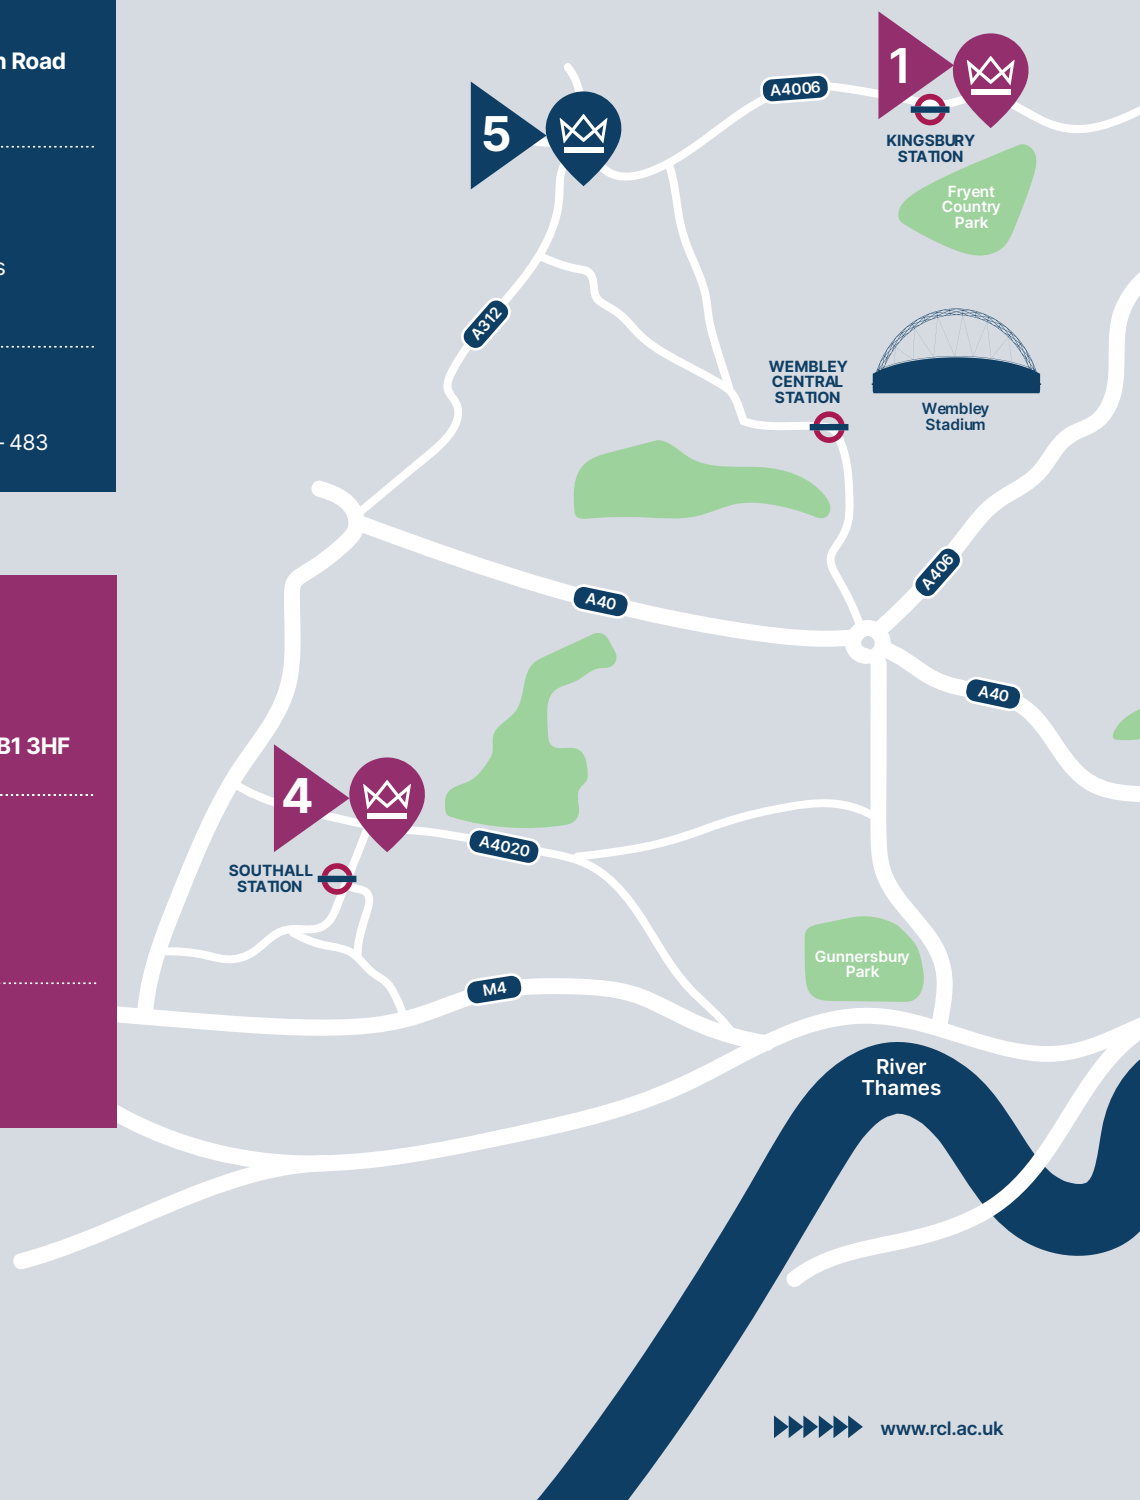 Road
- 483
B1 3HF
5
1
A4006
KINGSBURY
STATION
Fryent
Country
Park
A312
WEMBLEY
CENTRAL
STATION
Wembley
Stadium
A406
A40
A40
4
A4020
SOUTHALL
STATION
M4
Gunnersbury
Park
River
Thames
www.rcl.ac.uk